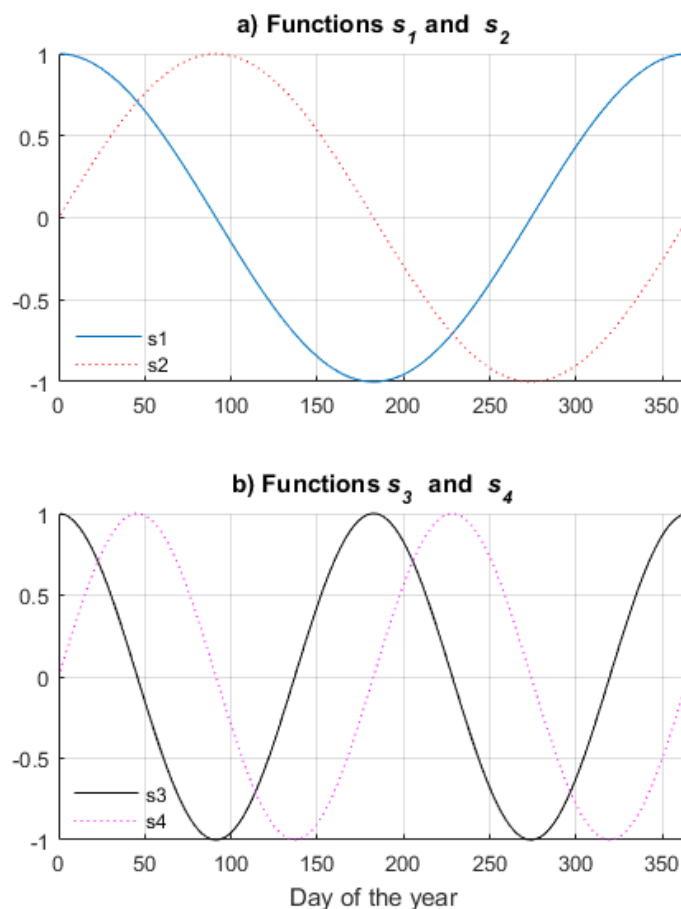 a) Functions s1 and s2
1
0.5
0
-0.5
-1
s1
s2
0 50 100 150 200 250 300 350
b) Functions s3 and s4
1
0.5
0
-0.5
-1
s3
s4
0 50 100 150 200 250 300 350
Day of the year